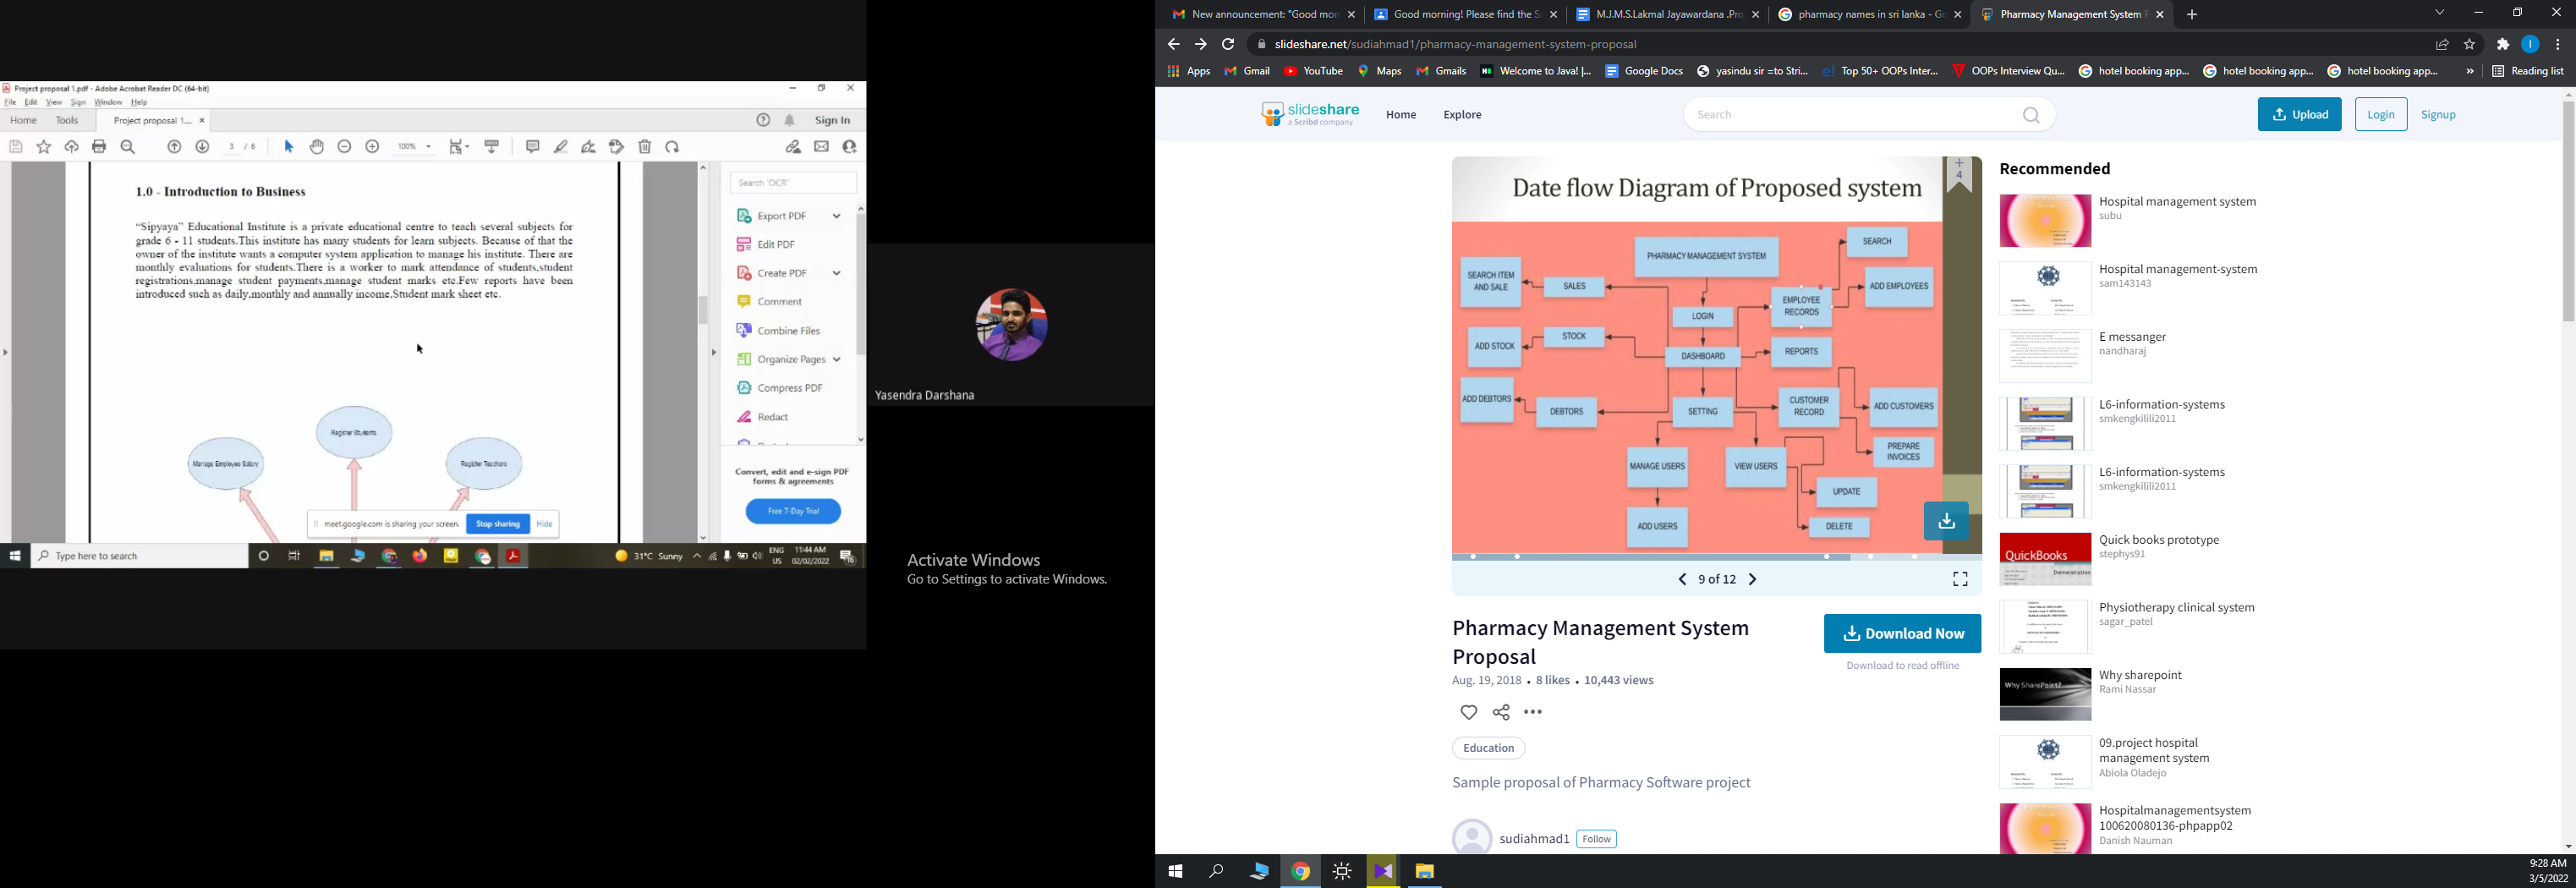 Project proposal 1.pdf - Adobe Acrobat Reader DC (64-bit)
File Edit View Sign Window Help
Home Tools Project proposal 1.... × Sign In
3 / 6 100%
1.0 - Introduction to Business
“Sipyaya” Educational Institute is a private educational centre to teach several subjects for
grade 6 - 11 students.This institute has many students for learn subjects. Because of that the
owner of the institute wants a computer system application to manage his institute. There are
monthly evaluations for students.There is a worker to mark attendance of students,student
registrations,manage student payments,manage student marks etc.Few reports have been
introduced such as daily,monthly and annually income,Student mark sheet etc.
Register Students
Manage Employee Salary
Register Teachers
meet.google.com is sharing your screen. Stop sharing Hide
Search 'OCR'
Export PDF
Edit PDF
Create PDF
Comment
Combine Files
Organize Pages
Compress PDF
Redact
Convert, edit and e-sign PDF
forms & agreements
Free 7-Day Trial
Type here to search
31°C Sunny
ENG
US
11:44 AM
02/02/2022
Yasendra Darshana
Activate Windows
Go to Settings to activate Windows.
New announcement: "Good mor
Good morning! Please find the S
M.J.M.S.Lakmal Jayawardana .Pro
pharmacy names in sri lanka - Go
Pharmacy Management System P
slideshare.net/sudiahmad1/pharmacy-management-system-proposal
Apps Gmail YouTube Maps Gmails Welcome to Java! |... Google Docs yasindu sir =to Stri... Top 50+ OOPs Inter... OOPs Interview Qu... hotel booking app... hotel booking app... hotel booking app... » Reading list
slideshare
a Scribd company
Home Explore Search Upload Login Signup
Date flow Diagram of Proposed system
+
4
PHARMACY MANAGEMENT SYSTEM
SEARCH
SEARCH ITEM
AND SALE
SALES
EMPLOYEE
RECORDS
ADD EMPLOYEES
LOGIN
ADD STOCK
STOCK
DASHBOARD
REPORTS
ADD DEBTORS
DEBTORS
SETTING
CUSTOMER
RECORD
ADD CUSTOMERS
PREPARE
INVOICES
MANAGE USERS
VIEW USERS
UPDATE
ADD USERS
DELETE
9 of 12
Pharmacy Management System
Proposal
Download Now
Download to read offline
Aug. 19, 2018 • 8 likes • 10,443 views
Education
Sample proposal of Pharmacy Software project
sudiahmad1 Follow
Recommended
Hospital management system
subu
Hospital management-system
sam143143
E messanger
nandharaj
L6-information-systems
smkengkilili2011
L6-information-systems
smkengkilili2011
QuickBooks
Demonstration
Quick books prototype
stephys91
Physiotherapy clinical system
sagar_patel
Why SharePoint?
Why sharepoint
Rami Nassar
09.project hospital
management system
Abiola Oladejo
Hospitalmanagementsystem
100620080136-phpapp02
Danish Nauman
9:28 AM
3/5/2022